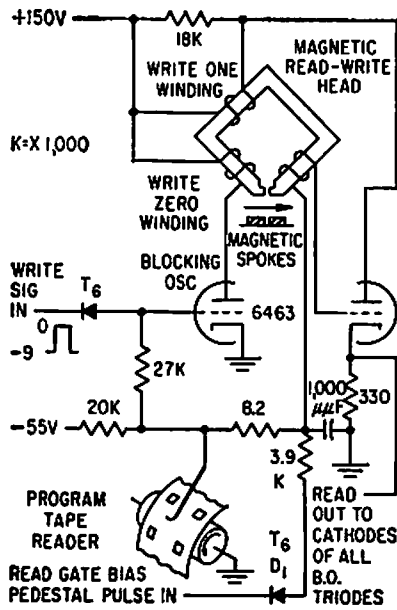 +150V
18K
MAGNETIC
READ-WRITE
HEAD
WRITE ONE
WINDING
K=X 1,000
WRITE
ZERO
WINDING
MAGNETIC
SPOKES
BLOCKING
OSC
WRITE
SIG
IN
T6
6463
0
-9
27K
1,000
μμF
330
20K
8.2
-55V
3.9
K
PROGRAM
TAPE
READER
READ
OUT TO
CATHODES
OF ALL
B.O.
TRIODES
T6
D1
READ GATE BIAS
PEDESTAL PULSE IN